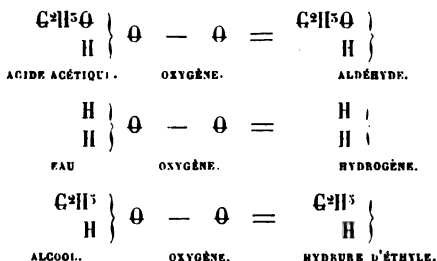 C²H³O
H } O — O = C²H³O
H }
ACIDE ACÉTIQUE. OXYGÈNE. ALDÉHYDE.
H
H } O — O = H
H }
EAU OXYGÈNE. HYDROGÈNE.
C²H⁵
H } O — O = C²H⁵
H }
ALCOOL. OXYGÈNE. HYDRURE D'ÉTHYLE.